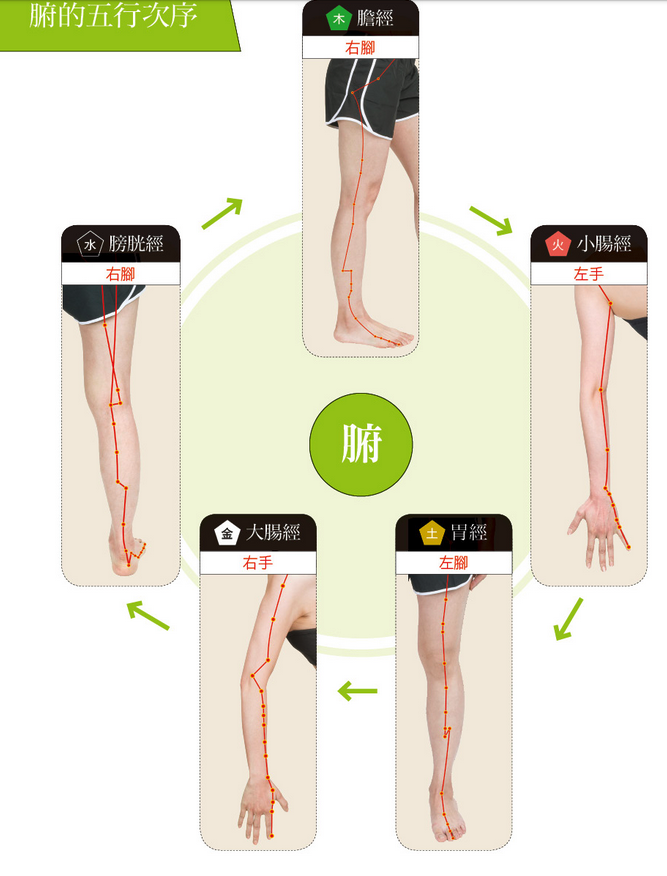 腑的五行次序
木 膽經
右腳
水 膀胱經
右腳
火 小腸經
左手
腑
金 大腸經
右手
土 胃經
左腳